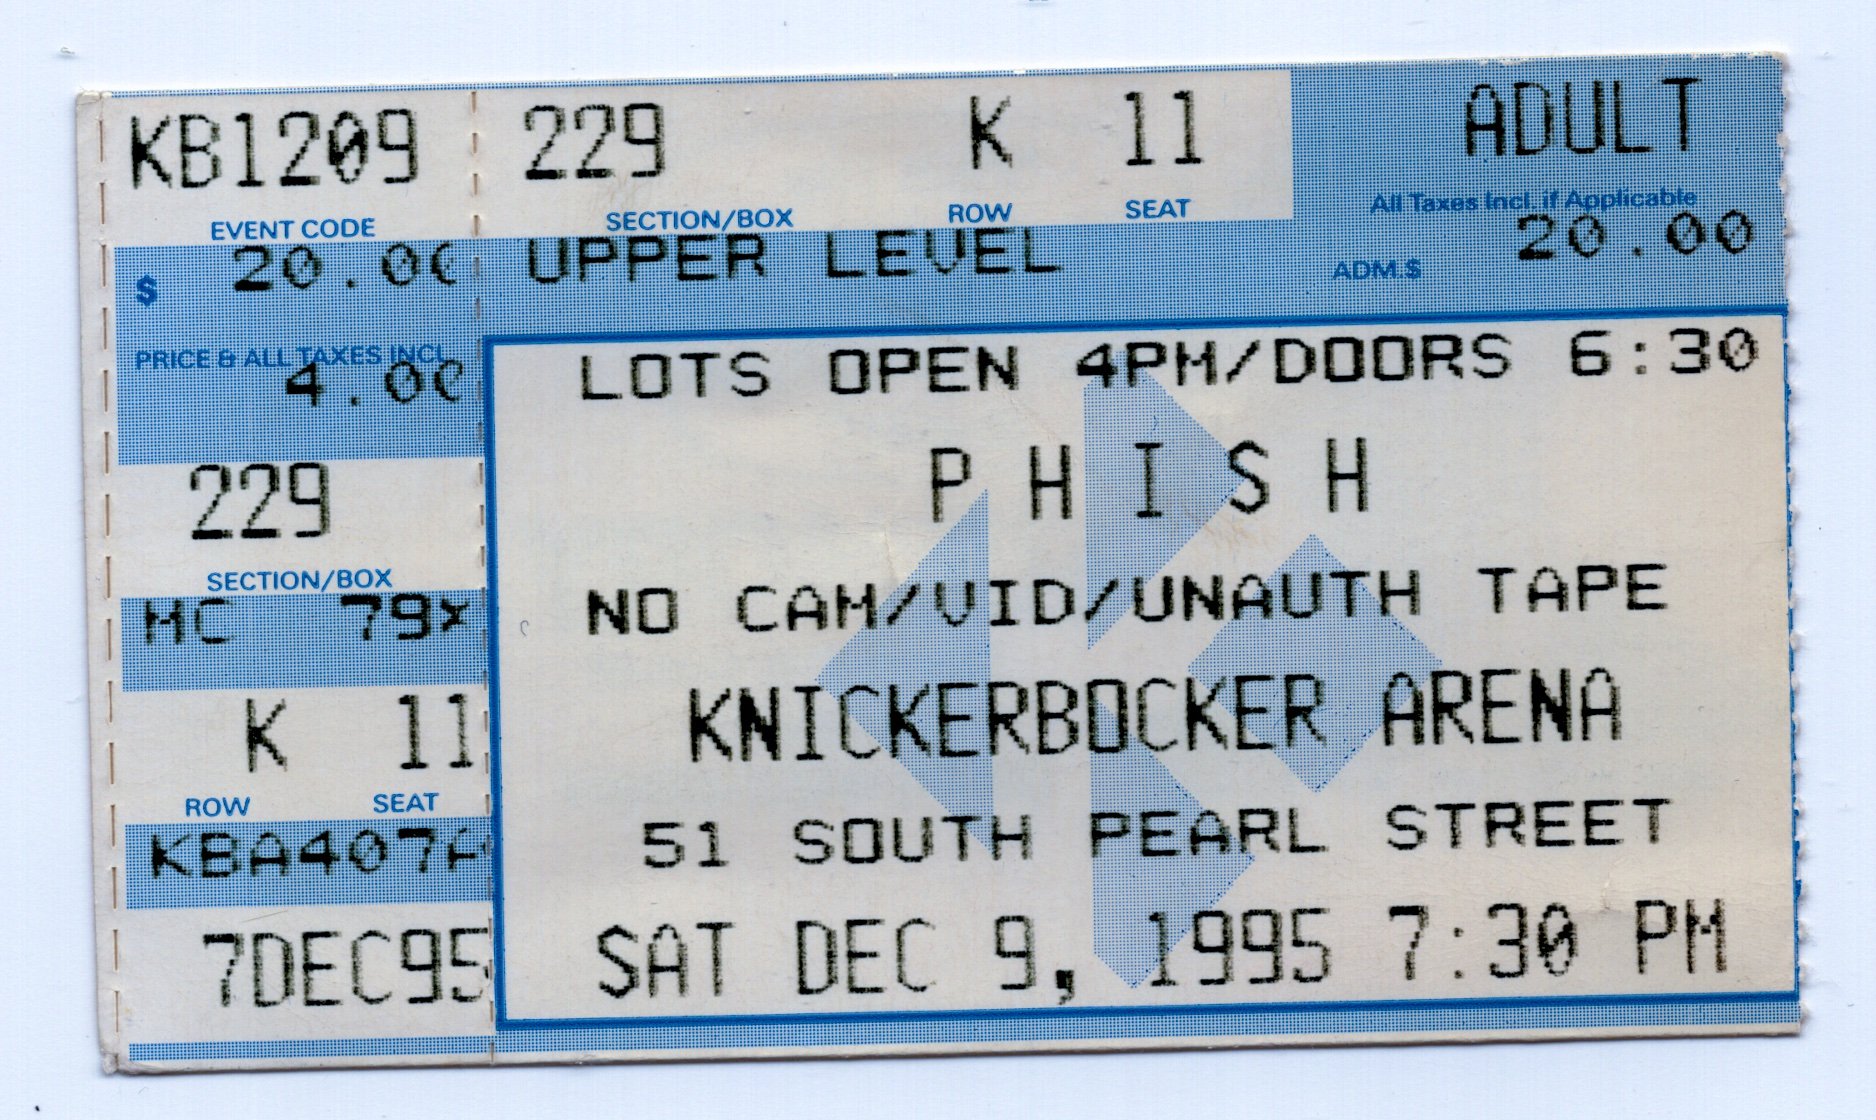 KB1209
EVENT CODE
$ 20.00
PRICE & ALL TAXES INCL.
4.00
229
SECTION/BOX
MC 79X
K 11
ROW SEAT
KBA407A
7DEC95
229 K 11 ADULT
SECTION/BOX ROW SEAT All Taxes Incl. if Applicable
UPPER LEVEL ADM.$ 20.00
LOTS OPEN 4PM/DOORS 6:30
P H I S H
NO CAM/VID/UNAUTH TAPE
KNICKERBOCKER ARENA
51 SOUTH PEARL STREET
SAT DEC 9, 1995 7:30 PM